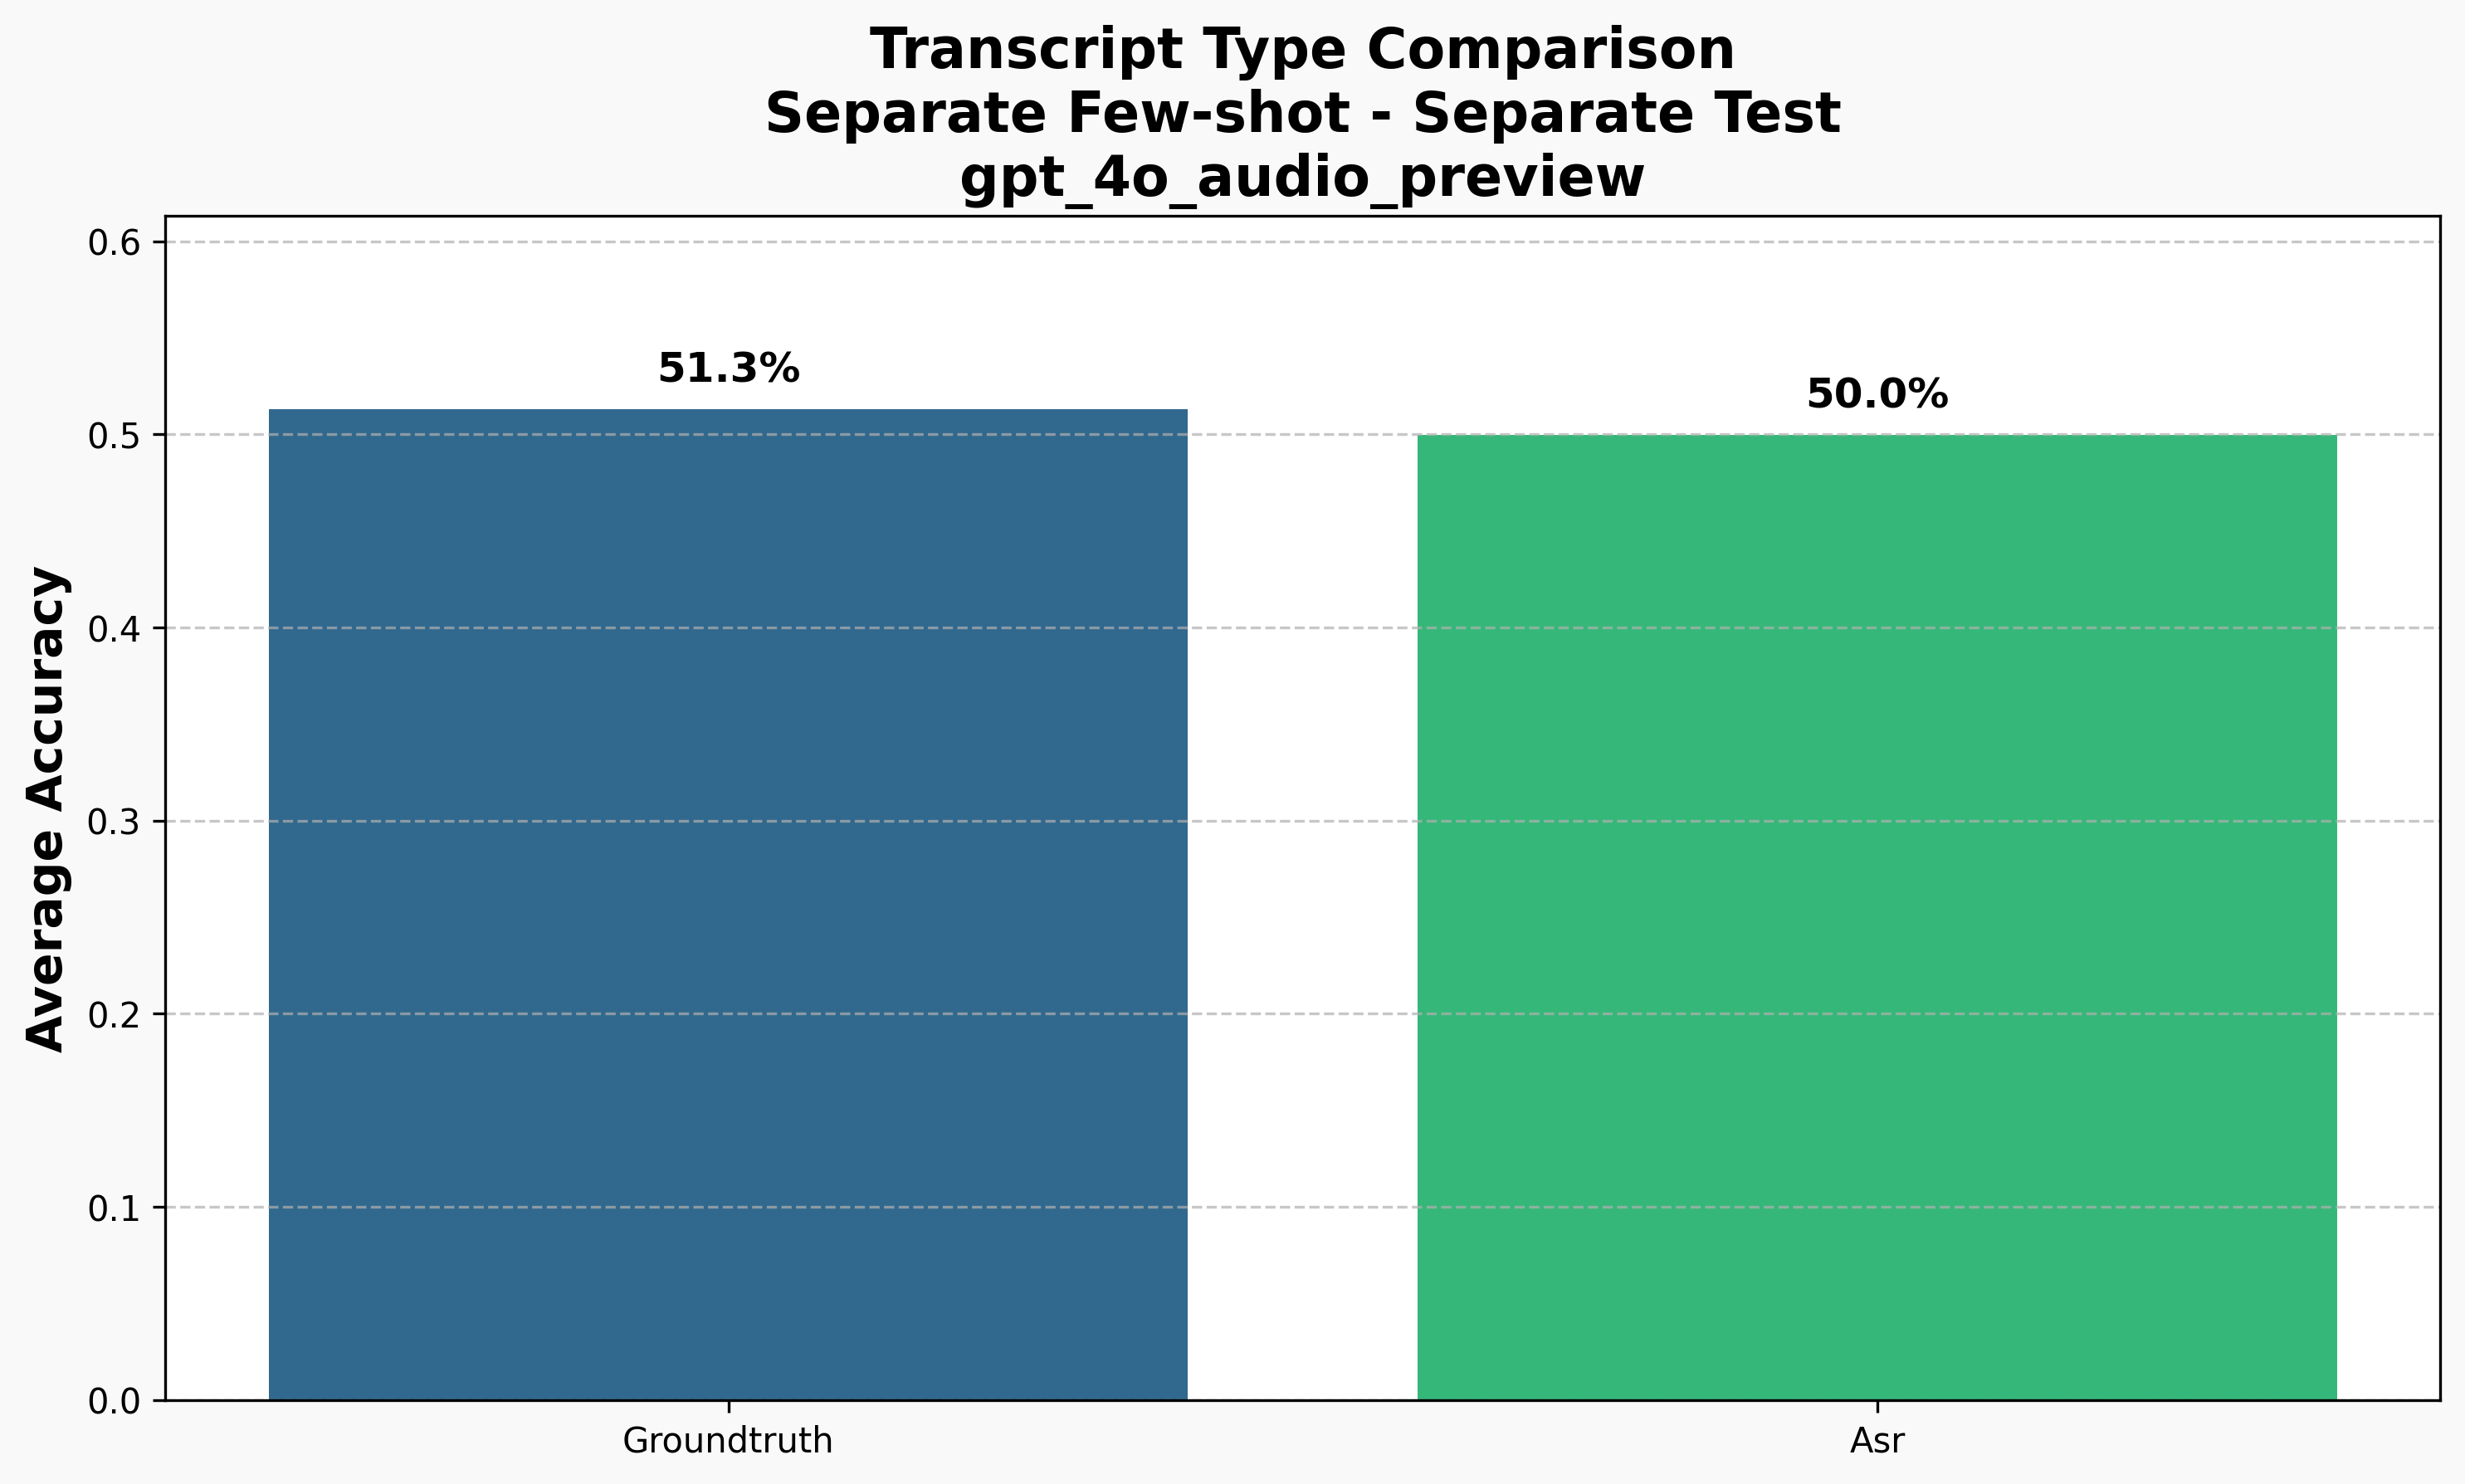 Transcript Type Comparison
Separate Few-shot - Separate Test
gpt_4o_audio_preview
0.6
51.3%
50.0%
0.5
0.4
0.3
0.2
0.1
0.0
Average Accuracy
Groundtruth
Asr